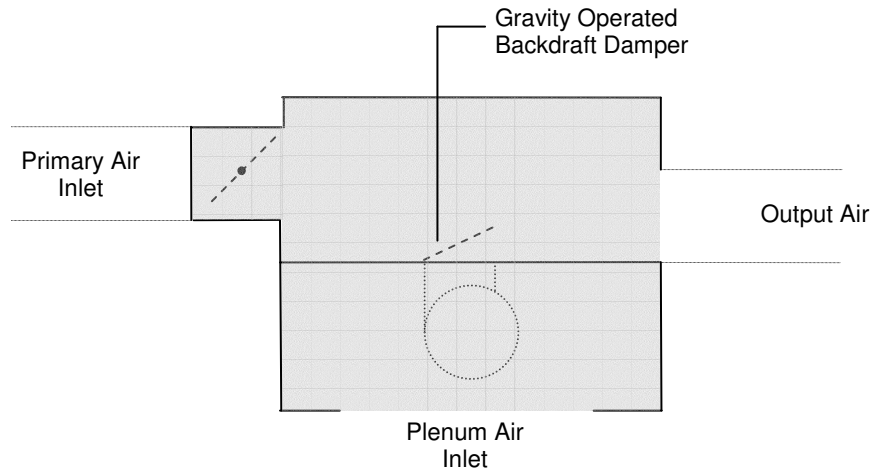 Gravity Operated
Backdraft Damper
Primary Air
Inlet
Output Air
Plenum Air
Inlet